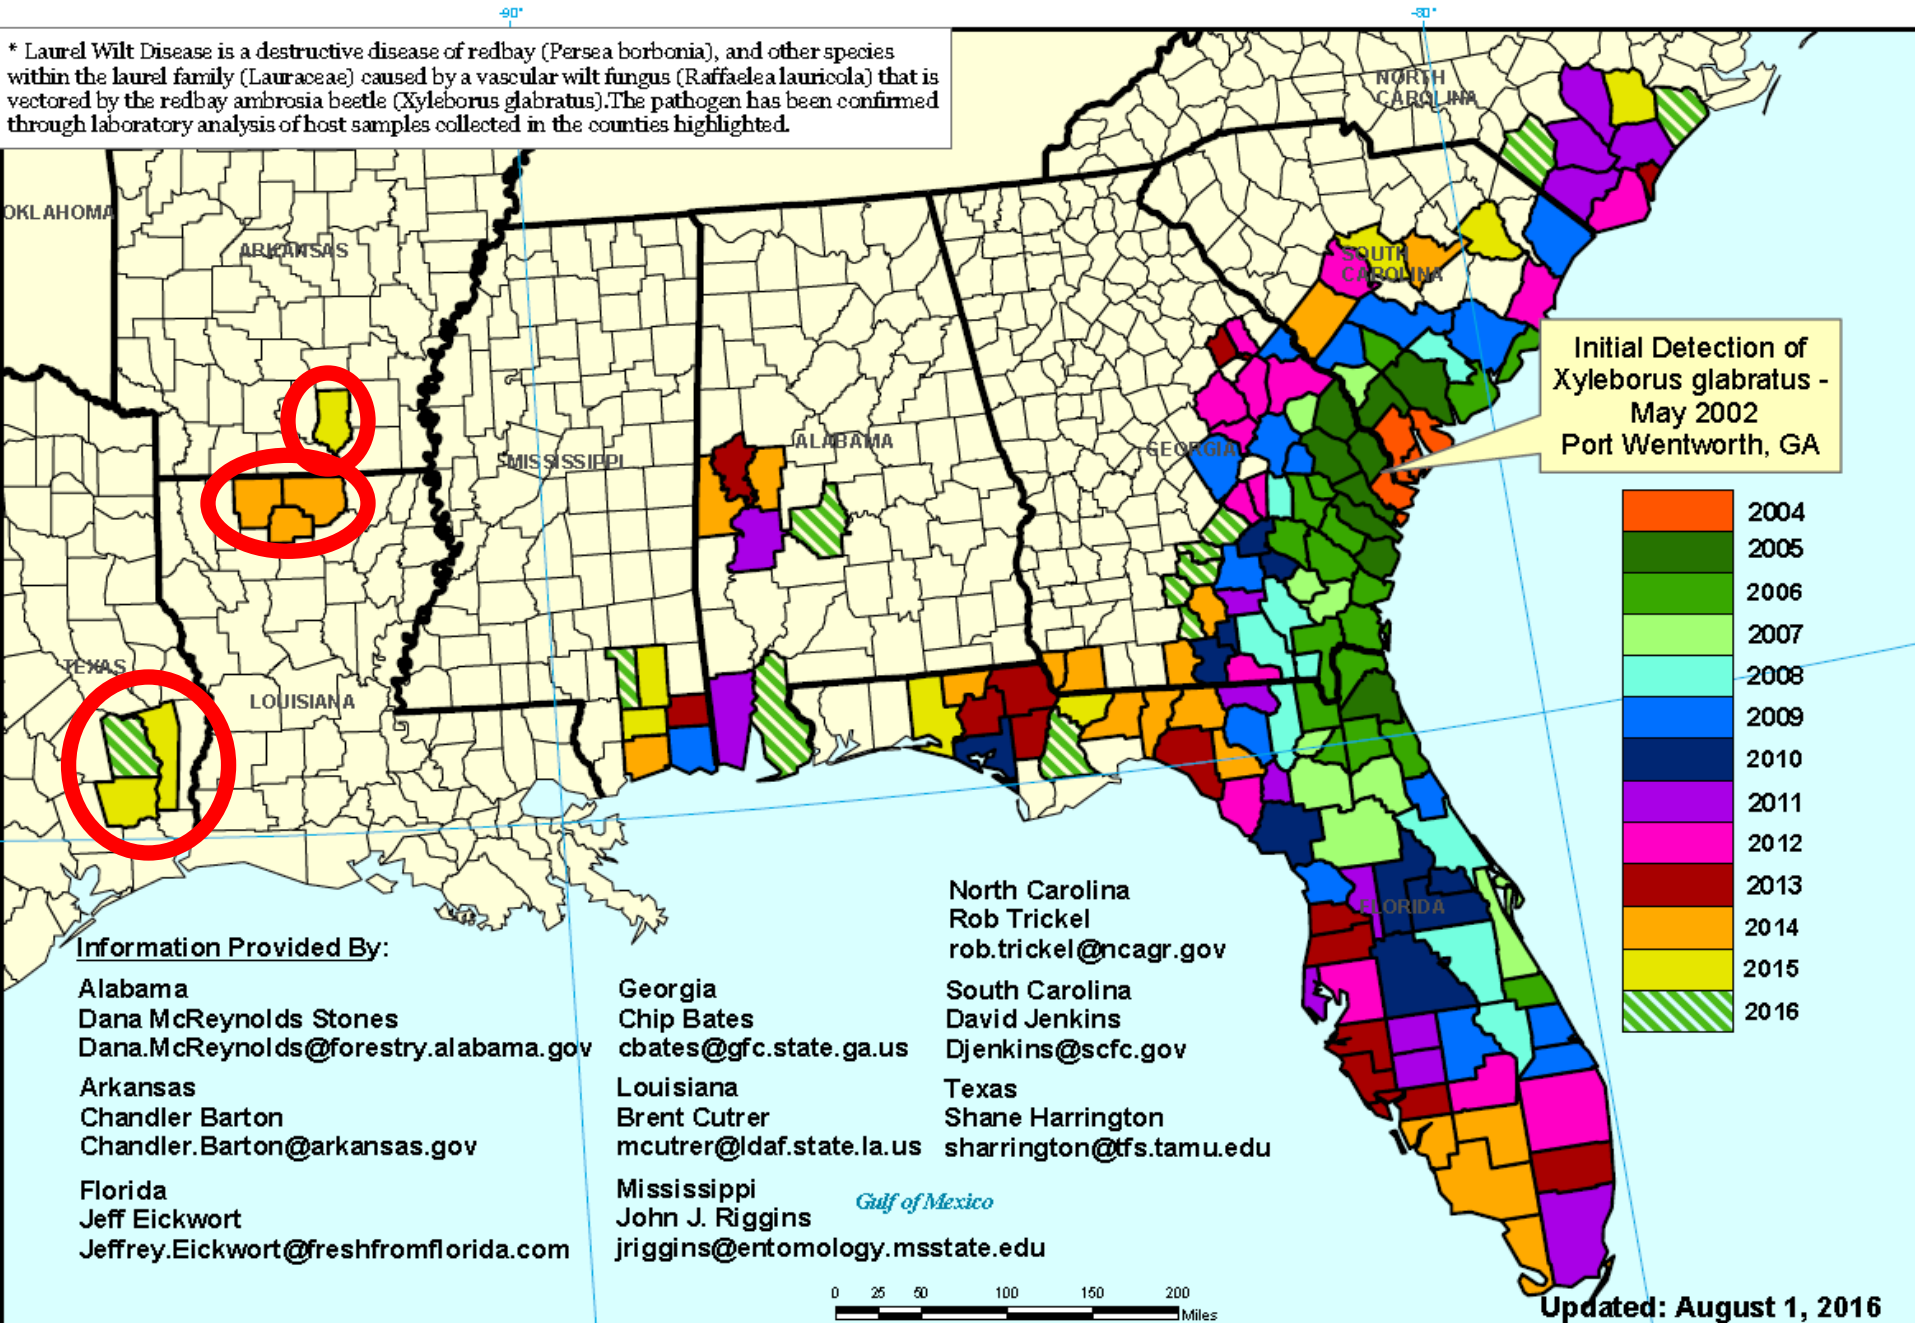 -90°
-80°
* Laurel Wilt Disease is a destructive disease of redbay (Persea borbonia), and other species
within the laurel family (Lauraceae) caused by a vascular wilt fungus (Raffaelea lauricola) that is
vectored by the redbay ambrosia beetle (Xyleborus glabratus).The pathogen has been confirmed
through laboratory analysis of host samples collected in the counties highlighted.
NORTH
CAROLINA
OKLAHOMA
ARKANSAS
SOUTH
CAROLINA
Initial Detection of
Xyleborus glabratus -
May 2002
Port Wentworth, GA
MISSISSIPPI
ALABAMA
GEORGIA
TEXAS
LOUISIANA
FLORIDA
2004
2005
2006
2007
2008
2009
2010
2011
2012
2013
2014
2015
2016
Information Provided By:
Alabama
Dana McReynolds Stones
Dana.McReynolds@forestry.alabama.gov
Arkansas
Chandler Barton
Chandler.Barton@arkansas.gov
Florida
Jeff Eickwort
Jeffrey.Eickwort@freshfromflorida.com
Georgia
Chip Bates
cbates@gfc.state.ga.us
Louisiana
Brent Cutrer
mcutrer@ldaf.state.la.us
Mississippi
John J. Riggins
jriggins@entomology.msstate.edu
North Carolina
Rob Trickel
rob.trickel@ncagr.gov
South Carolina
David Jenkins
Djenkins@scfc.gov
Texas
Shane Harrington
sharrington@tfs.tamu.edu
Gulf of Mexico
0 25 50 100 150 200
Miles
Updated: August 1, 2016